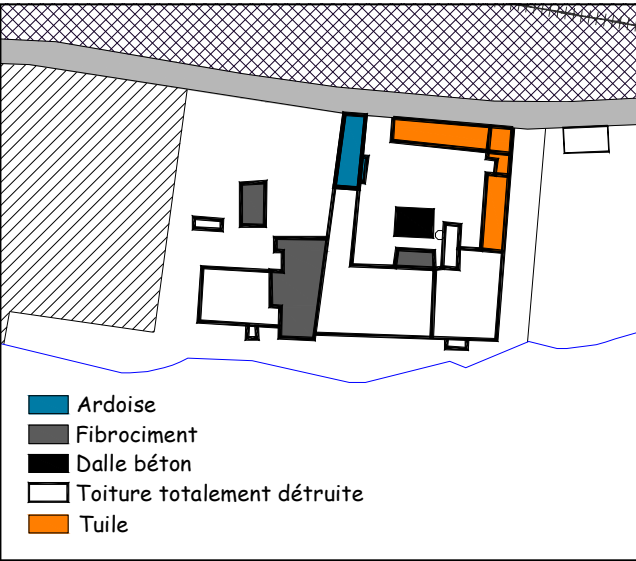 Ardoise
Fibrociment
Dalle béton
Toiture totalement détruite
Tuile